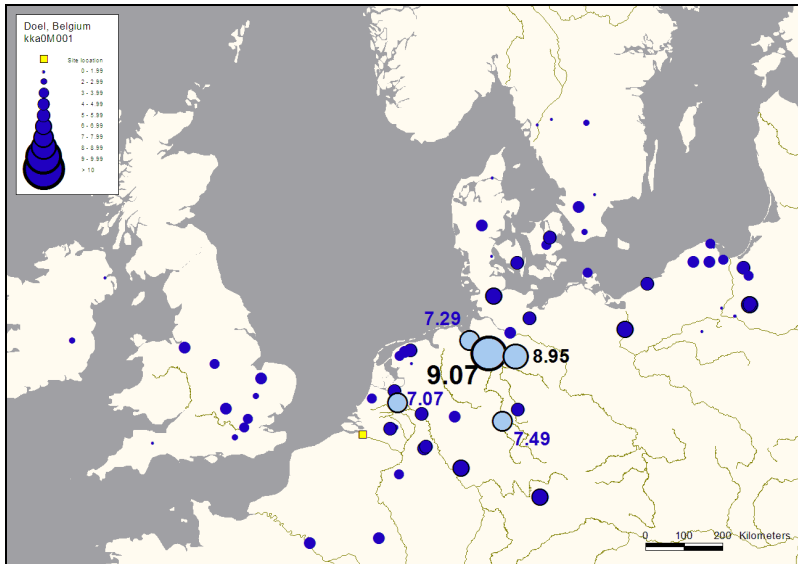 Doel, Belgium
kka0M001
Site location
0 - 1.99
2 - 2.99
3 - 3.99
4 - 4.99
5 - 5.99
6 - 6.99
7 - 7.99
8 - 8.99
9 - 9.99
> 10
7.29
8.95
9.07
7.07
7.49
0 100 200 Kilometers